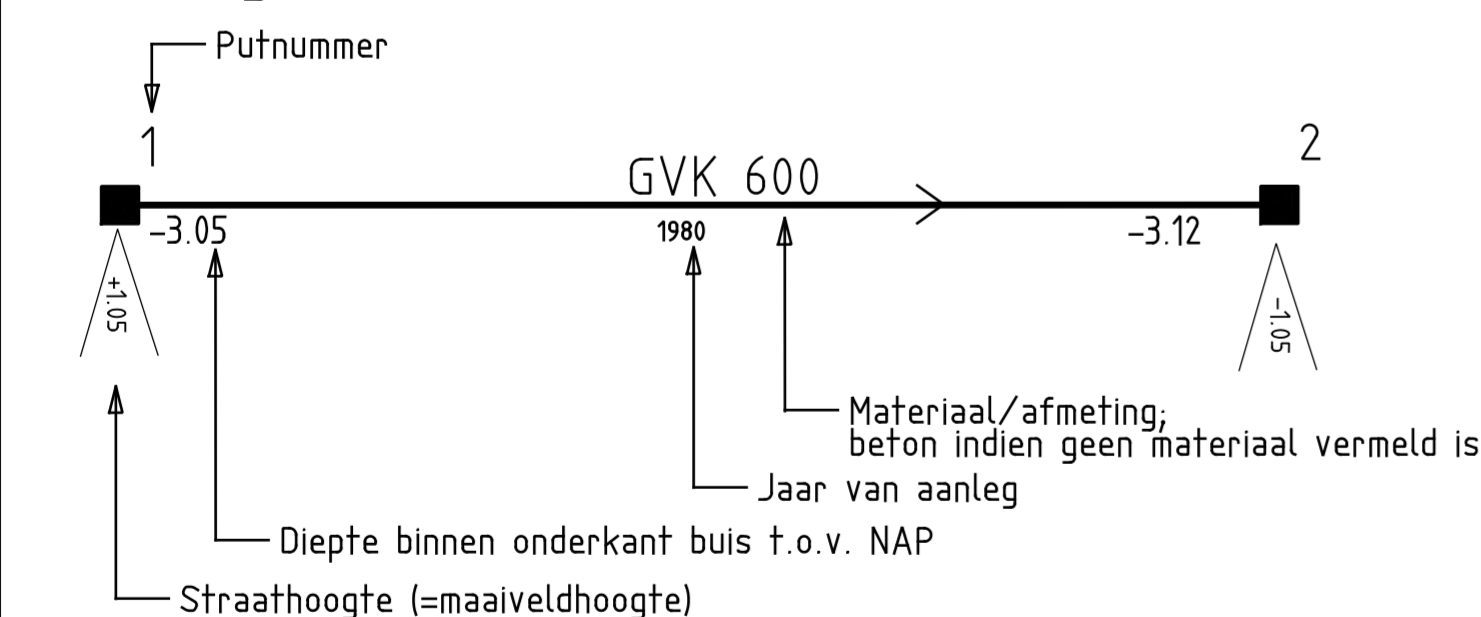 Putnummer
1
2
GVK 600
-3.05
1980
-3.12
+1.05
-1.05
Materiaal/afmeting;
beton indien geen materiaal vermeld is
Jaar van aanleg
Diepte binnen onderkant buis t.o.v. NAP
Straathoogte (=maaiveldhoogte)